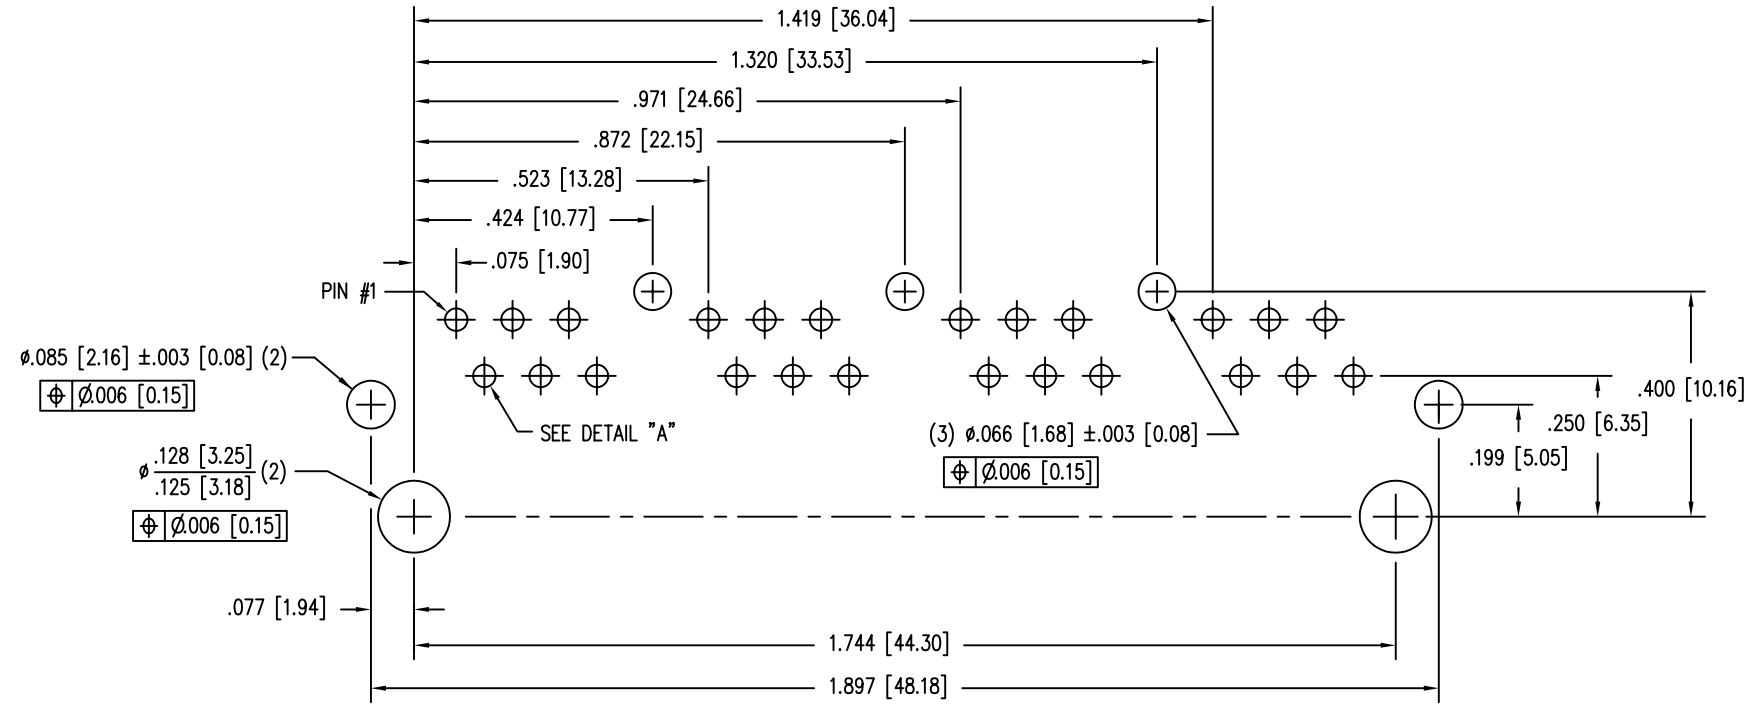 1.419 [36.04]
1.320 [33.53]
.971 [24.66]
.872 [22.15]
.523 [13.28]
.424 [10.77]
.075 [1.90]
PIN #1
⌀.085 [2.16] ±.003 [0.08] (2)
⌖ ⌀.006 [0.15]
.400 [10.16]
.250 [6.35]
SEE DETAIL "A"
(3) ⌀.066 [1.68] ±.003 [0.08]
.199 [5.05]
⌀ .128 [3.25] (2)
.125 [3.18]
⌖ ⌀.006 [0.15]
⌖ ⌀.006 [0.15]
.077 [1.94]
1.744 [44.30]
1.897 [48.18]